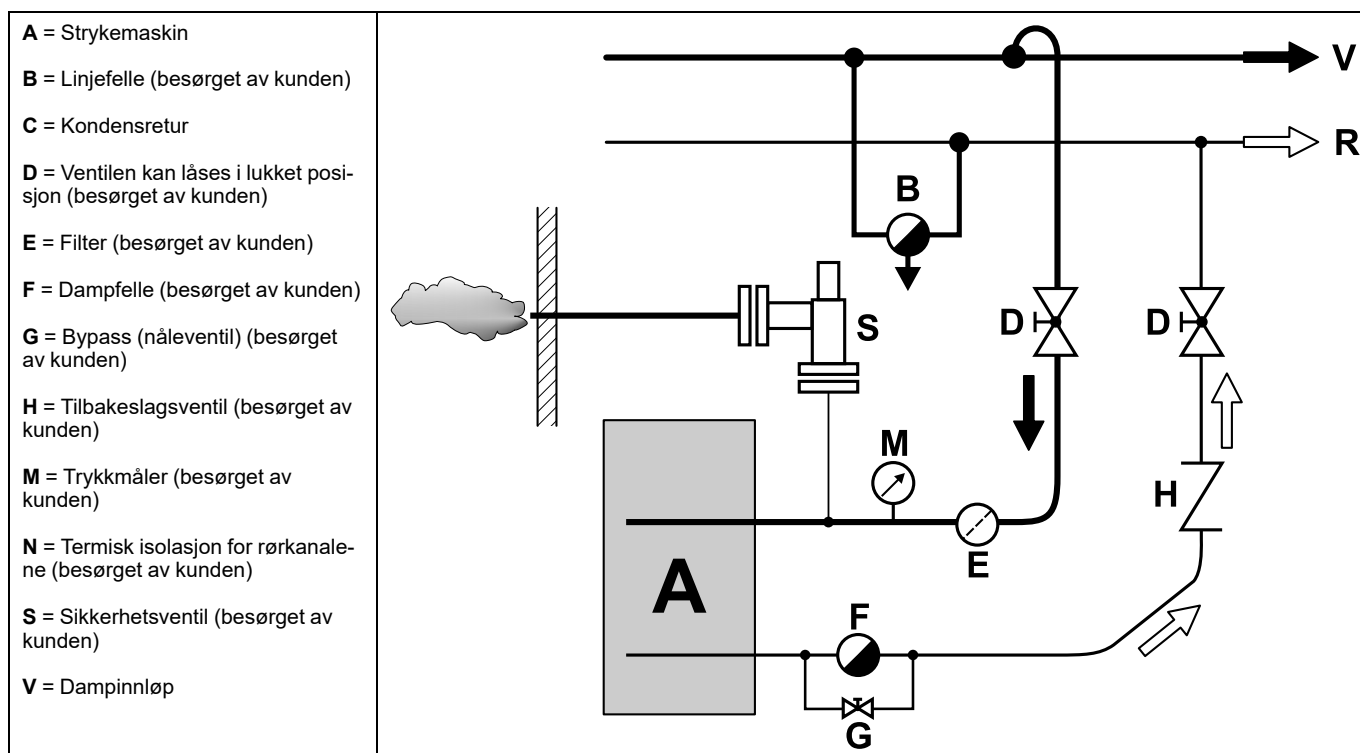 A = Strykemaskin
B = Linjefelle (besørget av kunden)
C = Kondensretur
D = Ventilen kan låses i lukket posi-
sjon (besørget av kunden)
E = Filter (besørget av kunden)
F = Dampfelle (besørget av kunden)
G = Bypass (nåleventil) (besørget
av kunden)
H = Tilbakeslagsventil (besørget av
kunden)
M = Trykkmåler (besørget av
kunden)
N = Termisk isolasjon for rørkanale-
ne (besørget av kunden)
S = Sikkerhetsventil (besørget av
kunden)
V = Dampinnløp
V
R
B
S
D
D
M
H
E
A
F
G